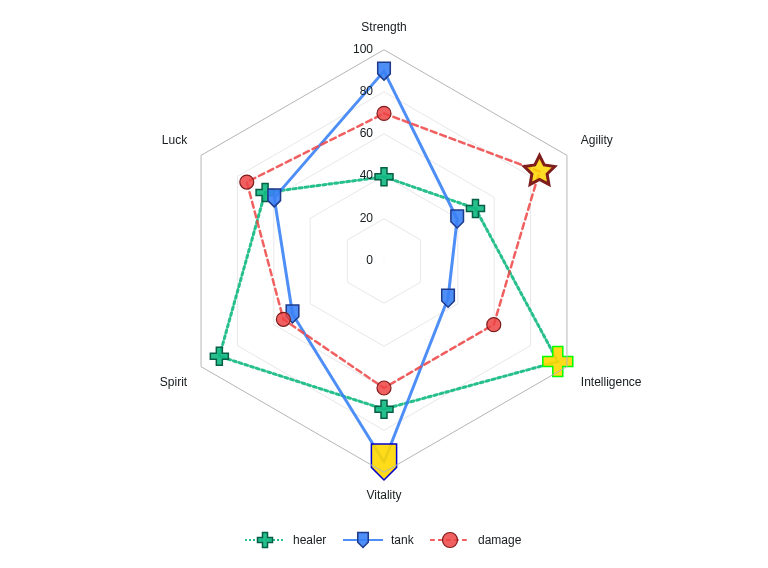 Strength
100
80
60
40
20
0
Luck
Agility
Spirit
Intelligence
Vitality
healer tank damage